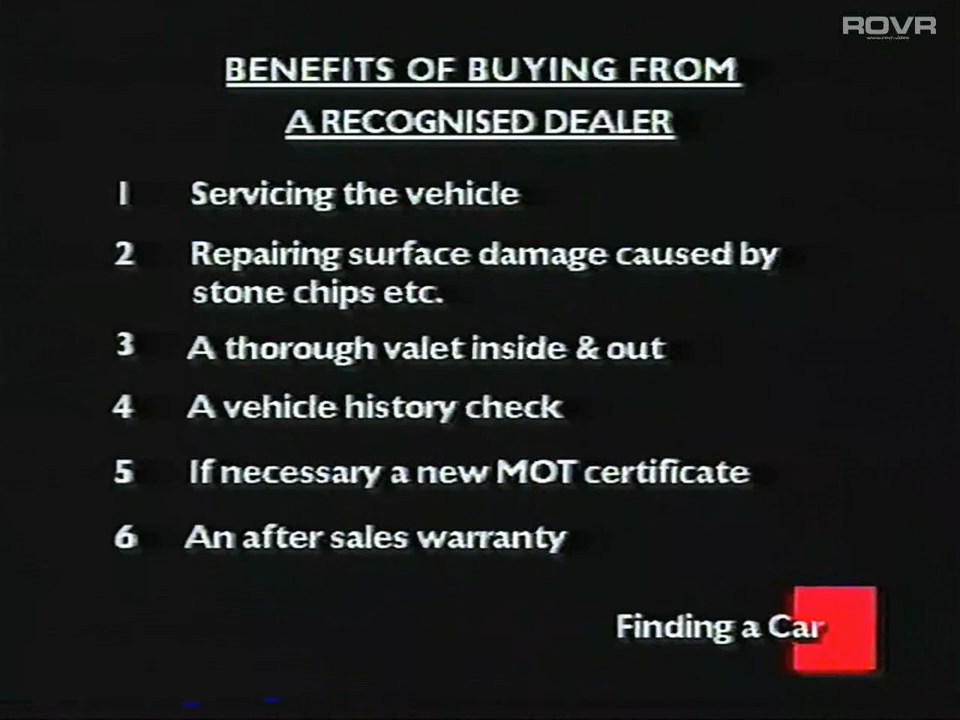 ROVR
BENEFITS OF BUYING FROM
A RECOGNISED DEALER
1 Servicing the vehicle
2 Repairing surface damage caused by
stone chips etc.
3 A thorough valet inside & out
4 A vehicle history check
5 If necessary a new MOT certificate
6 An after sales warranty
Finding a Car